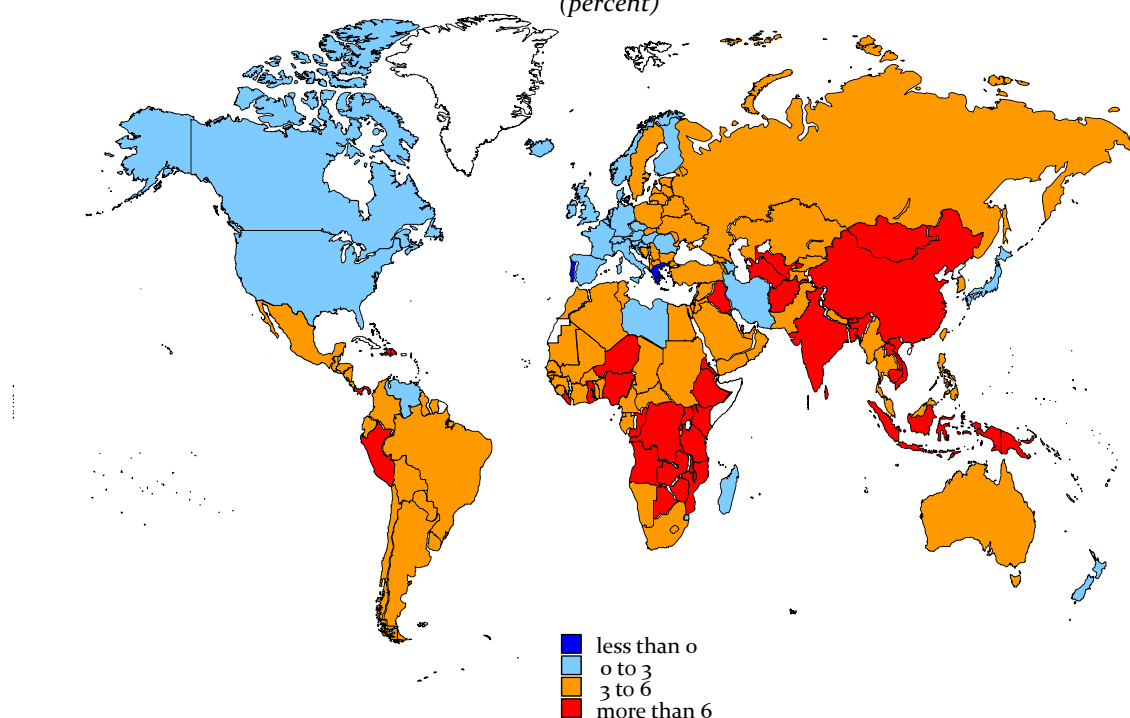 (percent)
less than 0
0 to 3
3 to 6
more than 6